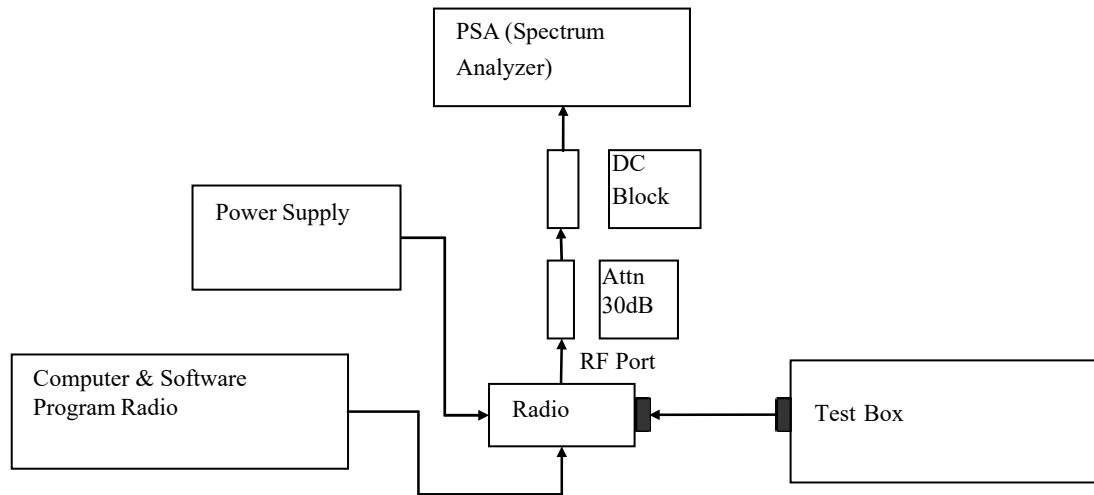 PSA (Spectrum
Analyzer)
DC
Block
Power Supply
Attn
30dB
RF Port
Computer & Software
Program Radio
Radio
Test Box